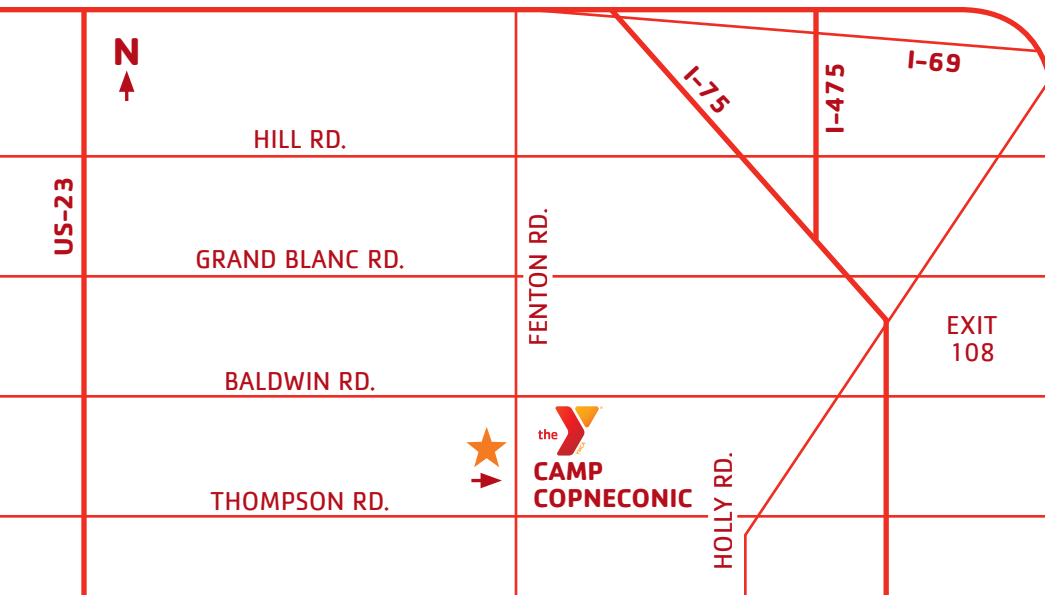 N
I-69
I-75
I-475
HILL RD.
US-23
FENTON RD.
GRAND BLANC RD.
EXIT
108
BALDWIN RD.
the
YMCA
CAMP
COPNECONIC
HOLLY RD.
THOMPSON RD.